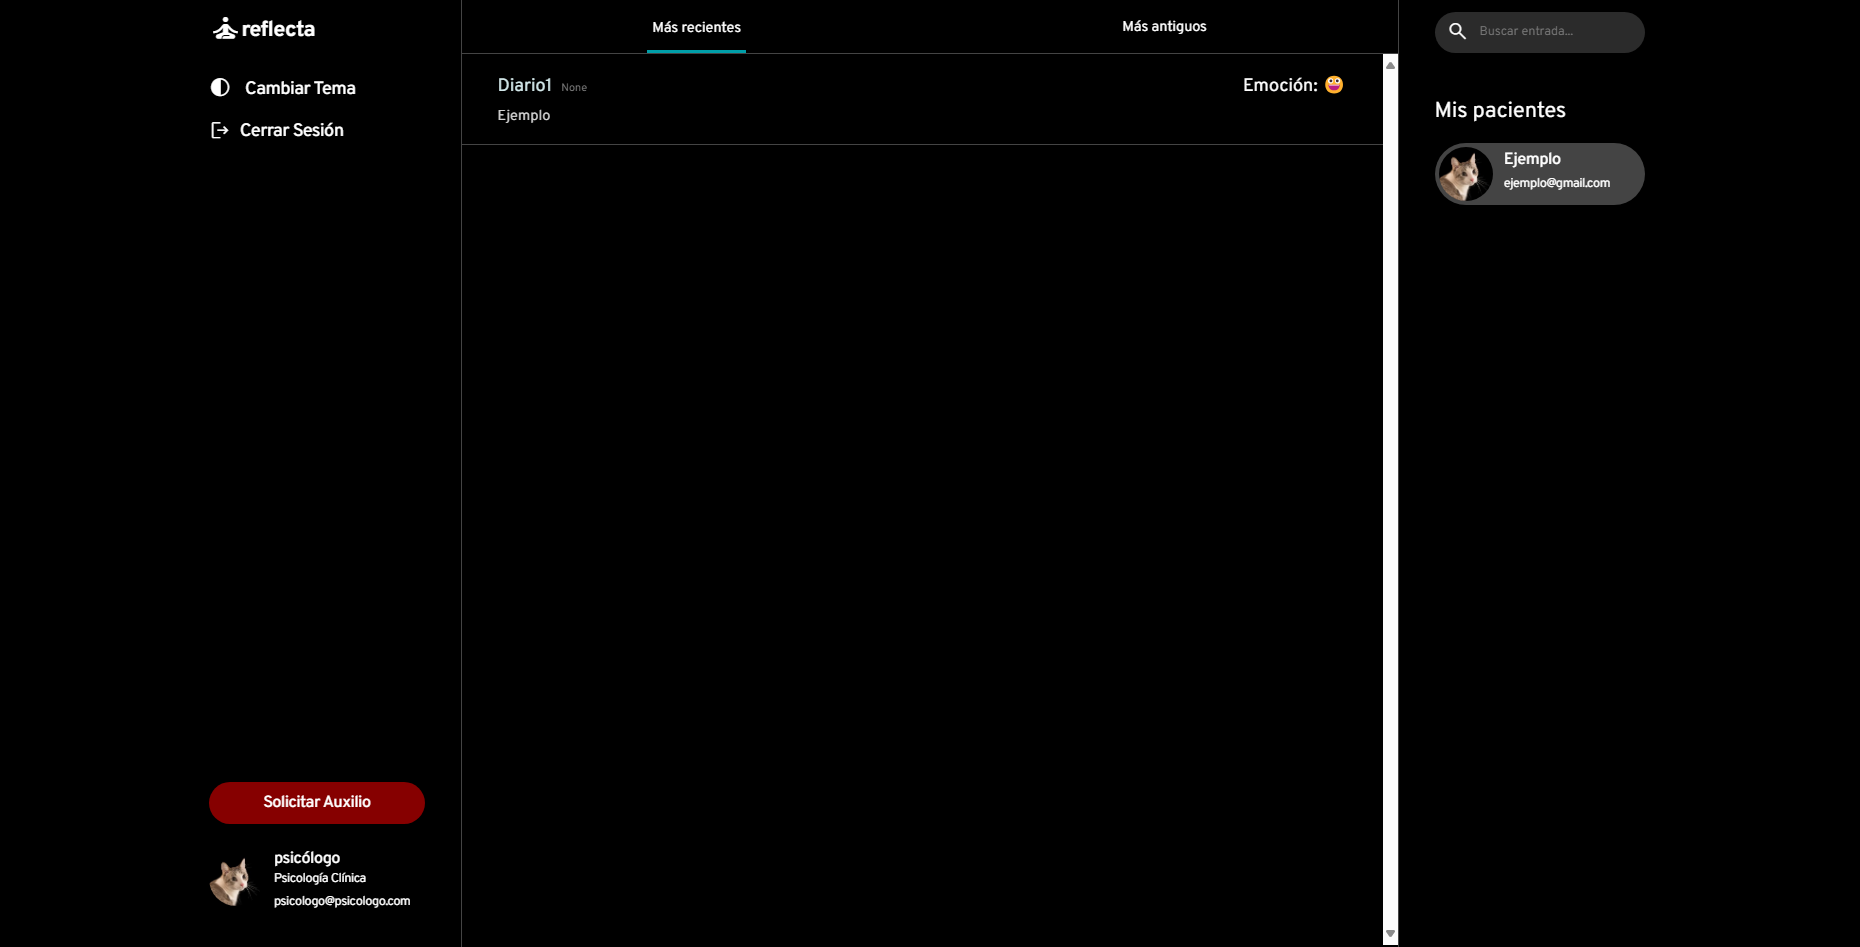 reflecta
Cambiar Tema
Cerrar Sesión
Solicitar Auxilio
psicólogo
Psicología Clínica
psicologo@psicologo.com
Más recientes
Más antiguos
Diario1 None
Emoción:
Ejemplo
Buscar entrada...
Mis pacientes
Ejemplo
ejemplo@gmail.com